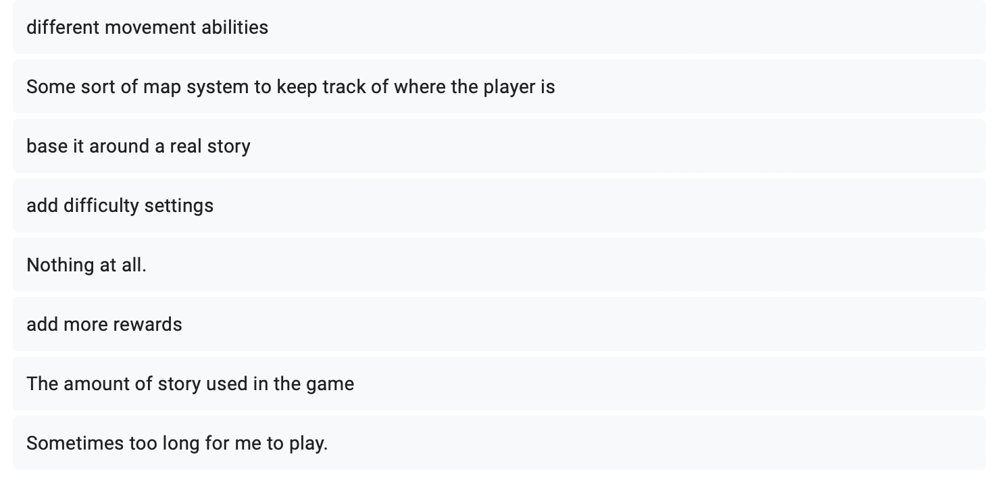 different movement abilities
Some sort of map system to keep track of where the player is
base it around a real story
add difficulty settings
Nothing at all.
add more rewards
The amount of story used in the game
Sometimes too long for me to play.